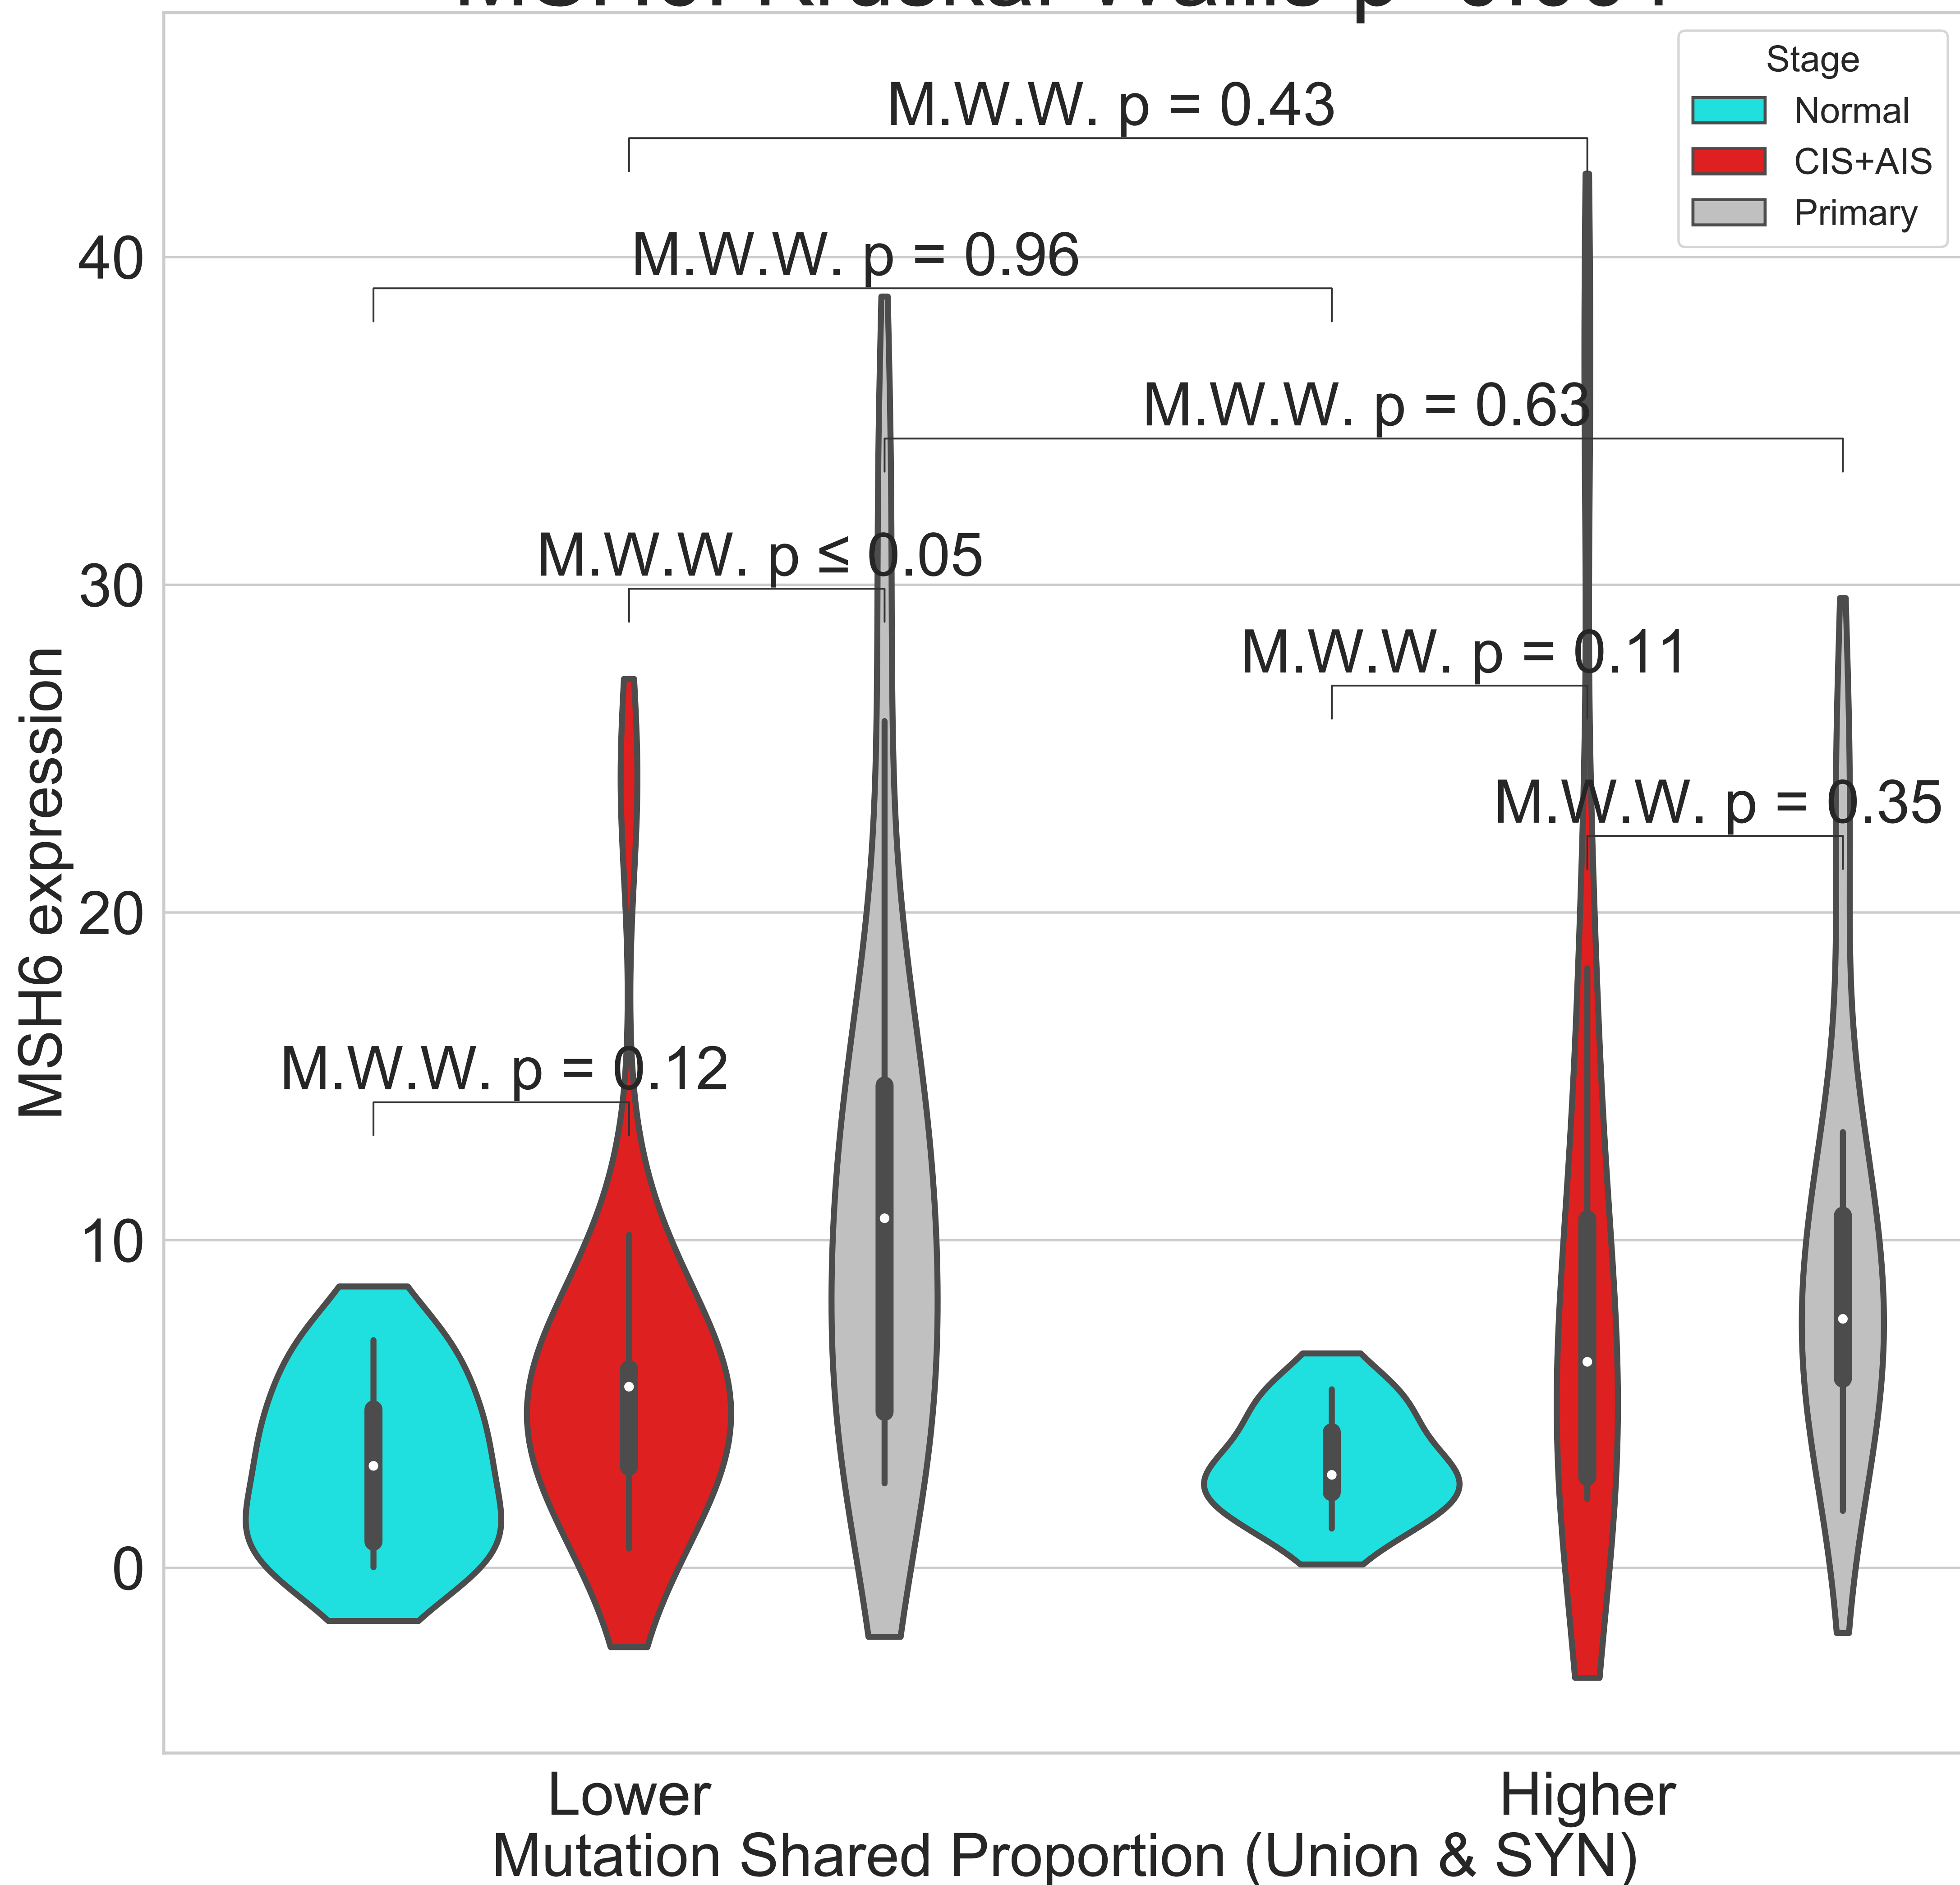 Stage
Normal
CIS+AIS
Primary
M.W.W. p = 0.43
M.W.W. p = 0.96
M.W.W. p = 0.63
M.W.W. p ≤ 0.05
M.W.W. p = 0.11
M.W.W. p = 0.35
M.W.W. p = 0.12
40
30
20
10
0
MSH6 expression
Lower
Higher
Mutation Shared Proportion (Union & SYN)